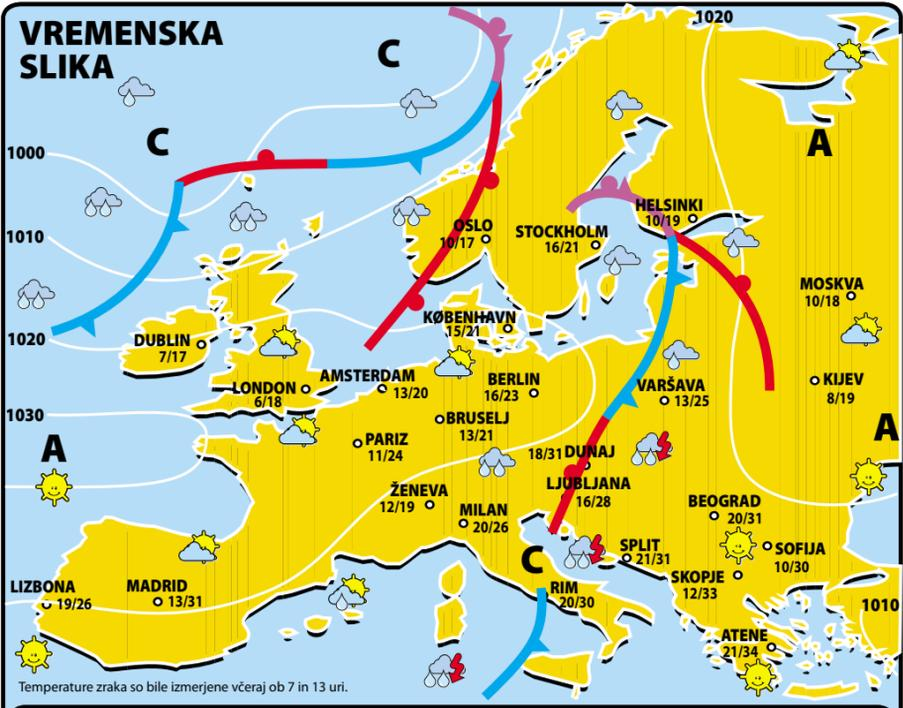 VREMENSKA
SLIKA
1020
C
C
A
1000
HELSINKI
10/19
OSLO
10/17
STOCKHOLM
16/21
1010
MOSKVA
10/18
KØBENHAVN
15/21
1020
DUBLIN
7/17
AMSTERDAM
13/20
BERLIN
16/23
VARŠAVA
13/25
KIJEV
8/19
LONDON
6/18
1030
BRUSELJ
13/21
A
PARIZ
11/24
A
18/31 DUNAJ
LJUBLJANA
16/28
ŽENEVA
12/19
MILAN
20/26
BEOGRAD
20/31
C
SPLIT
21/31
SOFIJA
10/30
SKOPJE
12/33
LIZBONA
19/26
MADRID
13/31
RIM
20/30
1010
ATENE
21/34
Temperature zraka so bile izmerjene včeraj ob 7 in 13 uri.